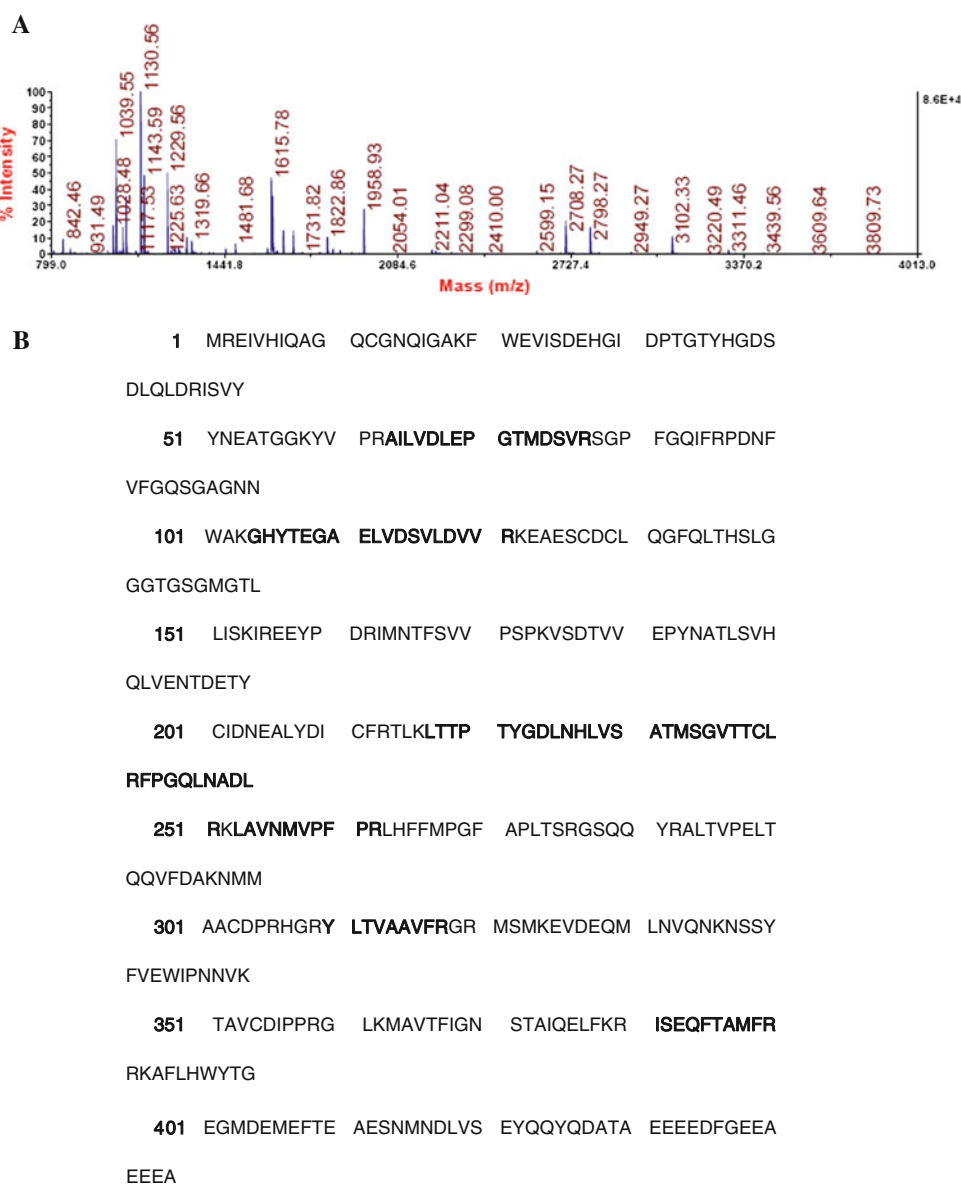 A
% Intensity
100
90
80
70
60
50
40
30
20
10
0
842.46
931.49
1028.48
1039.55
1117.53
1130.56
1143.59
1225.63
1229.56
1319.66
1481.68
1615.78
1731.82
1822.86
1958.93
2054.01
2211.04
2299.08
2410.00
2599.15
2708.27
2798.27
2949.27
3102.33
3220.49
3311.46
3439.56
3609.64
3809.73
8.6E+4
799.0 1441.8 2084.6 2727.4 3370.2 4013.0
Mass (m/z)
B
1 MREIVHIQAG QCGNQIGAKF WEVISDEHGI DPTGTYHGDS
DLQLDRISVY
51 YNEATGGKYV PRAILVDLEP GTMDSVRSGP FGQIFRPDNF
VFGQSGAGNN
101 WAKGHYTEGA ELVDSVLDVV RKEAESCDCL QGFQLTHSLG
GGTGSGMGTL
151 LISKIREEYP DRIMNTFSVV PSPKVSDTVV EPYNATLSVH
QLVENTDETY
201 CIDNEALYDI CFRTLKLTTP TYGDLNHLVS ATMSGVTTCL
RFPGQLNADL
251 RKLAVNMVPF PRLHFFMPGF APLTSRGSQQ YRALTVPELT
QQVFDAKNMM
301 AACDPRHGRY LTVAAVFRGR MSMKEVDEQM LNVQNKNSSY
FVEWIPNNVK
351 TAVCDIPPRG LKMAVTFIGN STAIQELFKR ISEQFTAMFR
RKAFLHWYTG
401 EGMDEMEFTE AESNMNDLVS EYQQYQDATA EEEEDFGEEA
EEEA